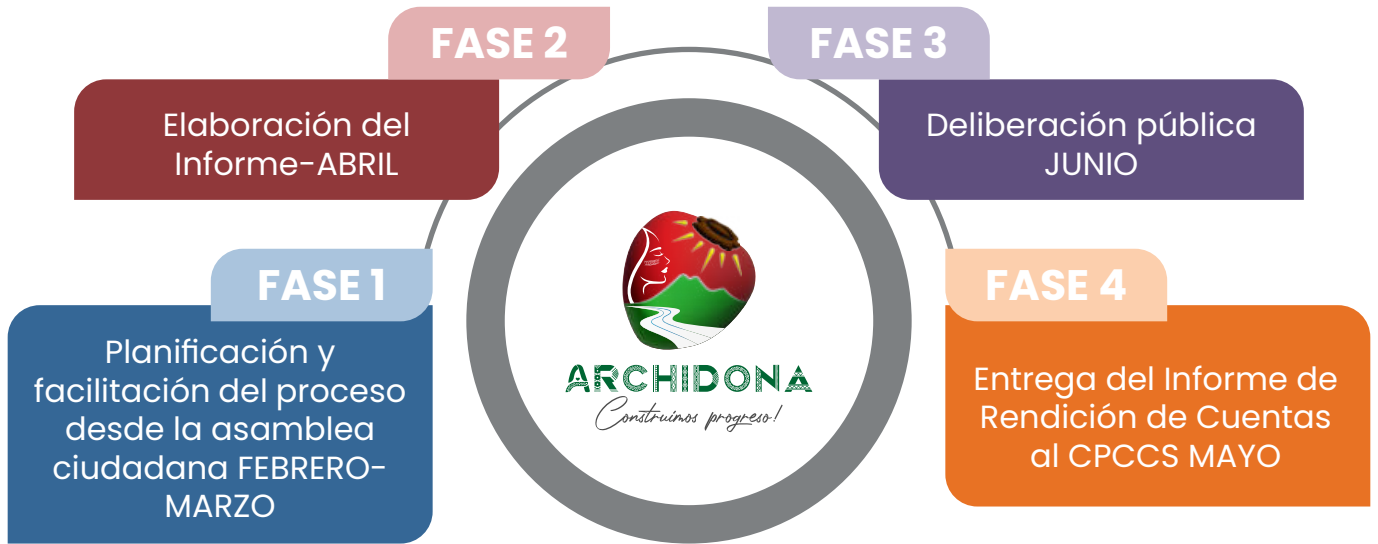 FASE 1
Planificación y
facilitación del proceso
desde la asamblea
ciudadana FEBRERO-
MARZO
FASE 2
Elaboración del
Informe-ABRIL
FASE 3
Deliberación pública
JUNIO
FASE 4
Entrega del Informe de
Rendición de Cuentas
al CPCCS MAYO
ARCHIDONA
Construimos progreso!